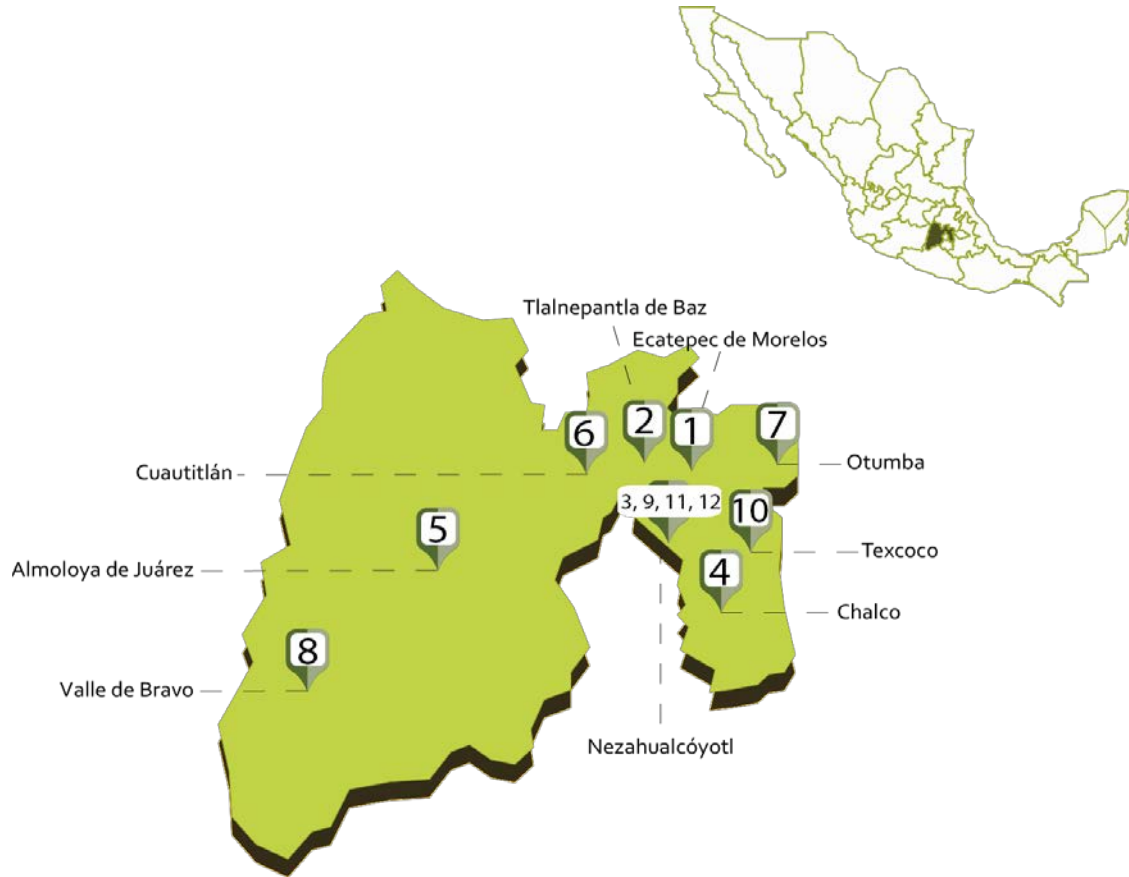 Tlalnepantla de Baz
Ecatepec de Morelos
6
2
1
7
Cuautitlán
Otumba
3, 9, 11, 12
10
5
Texcoco
Almoloya de Juárez
4
Chalco
8
Valle de Bravo
Nezahualcóyotl